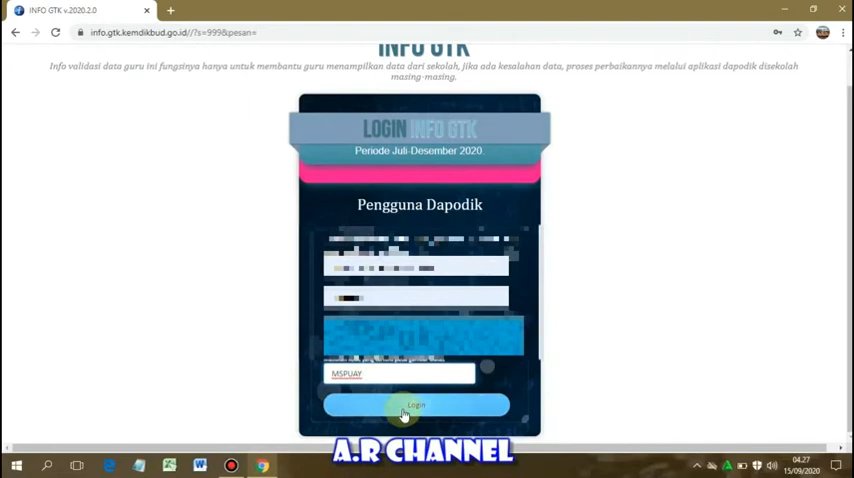 INFO GTK v.2020.2.0
info.gtk.kemdikbud.go.id//?s=999&pesan=
INFO GTK
Info validasi data guru ini fungsinya hanya untuk membantu guru menampilkan data dari sekolah, Jika ada kesalahan data, proses perbaikannya melalui aplikasi dapodik disekolah
masing-masing.
LOGIN INFO GTK
Periode Juli-Desember 2020.
Pengguna Dapodik
MSPUAY
Login
A.R CHANNEL
04.27
15/09/2020